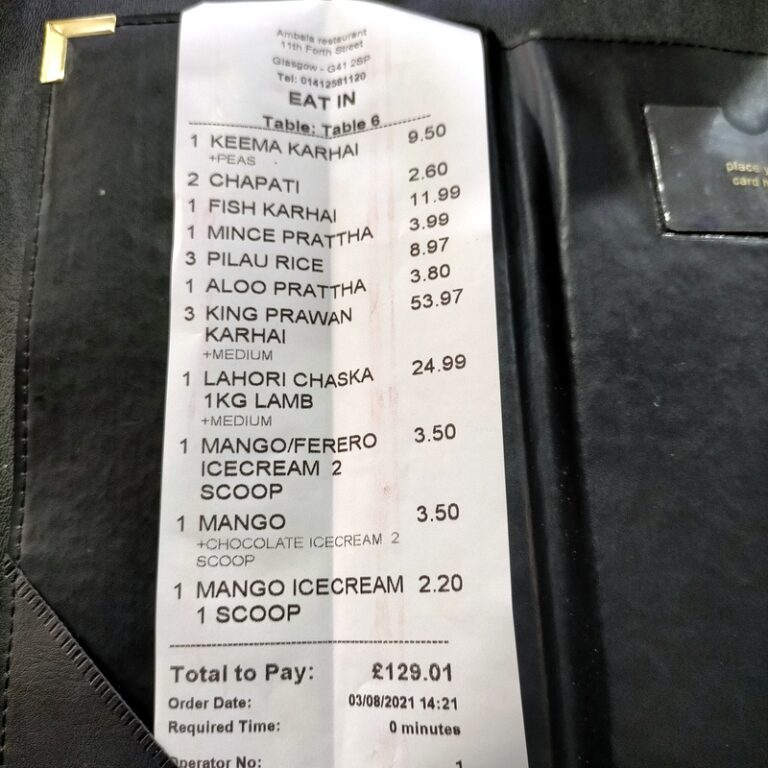 Ambala restaurant
11th Forth Street
Glasgow - G41 2SP
Tel: 01412581120
EAT IN
Table: Table 6
1 KEEMA KARHAI 9.50
+PEAS
2 CHAPATI 2.60
1 FISH KARHAI 11.99
1 MINCE PRATTHA 3.99
3 PILAU RICE 8.97
1 ALOO PRATTHA 3.80
3 KING PRAWAN 53.97
KARHAI
+MEDIUM
1 LAHORI CHASKA 24.99
1KG LAMB
+MEDIUM
1 MANGO/FERERO 3.50
ICECREAM 2
SCOOP
1 MANGO 3.50
+CHOCOLATE ICECREAM 2
SCOOP
1 MANGO ICECREAM 2.20
1 SCOOP
Total to Pay: £129.01
Order Date: 03/08/2021 14:21
Required Time: 0 minutes
Operator No: 1
place
card